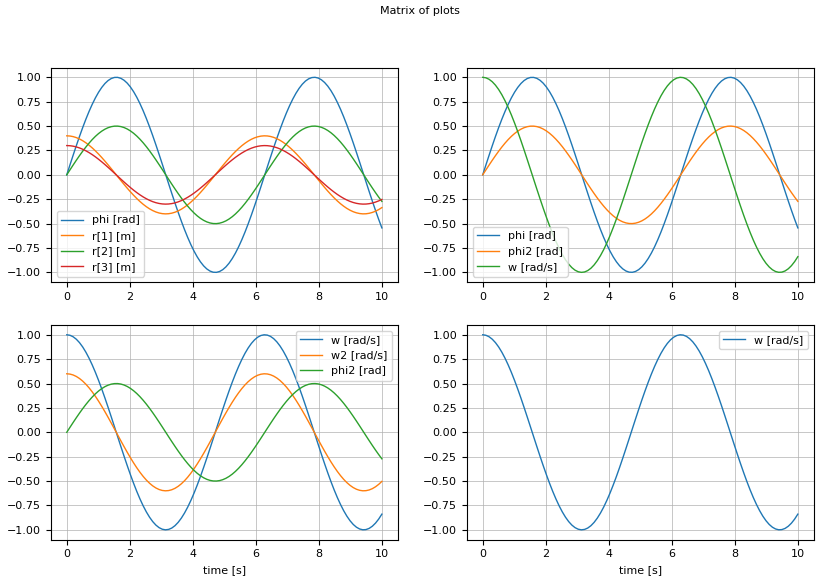 Matrix of plots
1.00
0.75
0.50
0.25
0.00
−0.25
−0.50
−0.75
−1.00
phi [rad]
r[1] [m]
r[2] [m]
r[3] [m]
0 2 4 6 8 10
1.00
0.75
0.50
0.25
0.00
−0.25
−0.50
−0.75
−1.00
phi [rad]
phi2 [rad]
w [rad/s]
0 2 4 6 8 10
1.00
0.75
0.50
0.25
0.00
−0.25
−0.50
−0.75
−1.00
w [rad/s]
w2 [rad/s]
phi2 [rad]
0 2 4 6 8 10
time [s]
1.00
0.75
0.50
0.25
0.00
−0.25
−0.50
−0.75
−1.00
w [rad/s]
0 2 4 6 8 10
time [s]